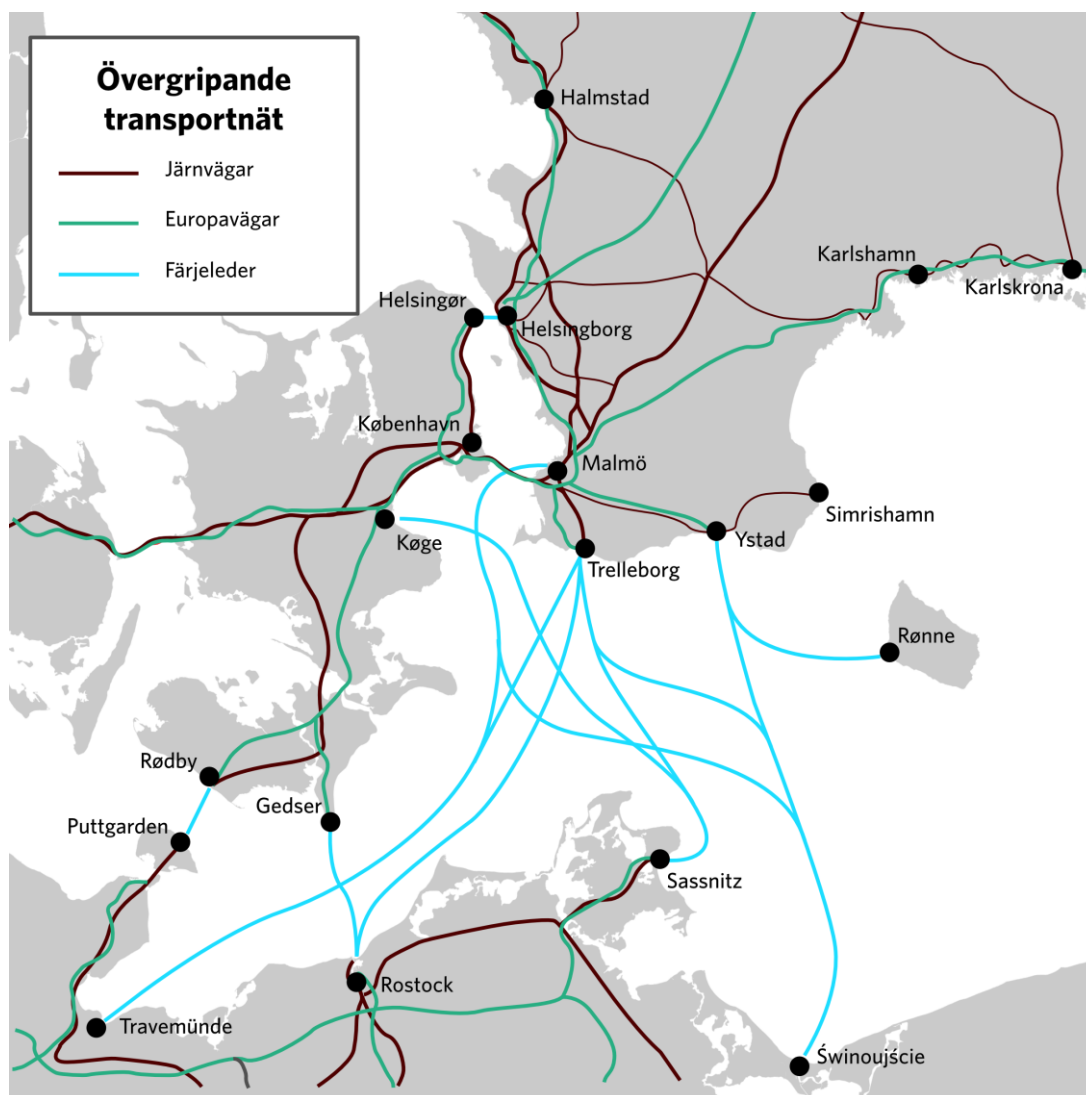 Övergripande
transportnät
Järnvägar
Europavägar
Färjeleder
Halmstad
Karlshamn
Karlskrona
Helsingør
Helsingborg
København
Malmö
Simrishamn
Køge
Ystad
Trelleborg
Rønne
Rødby
Gedser
Puttgarden
Sassnitz
Rostock
Travemünde
Świnoujście